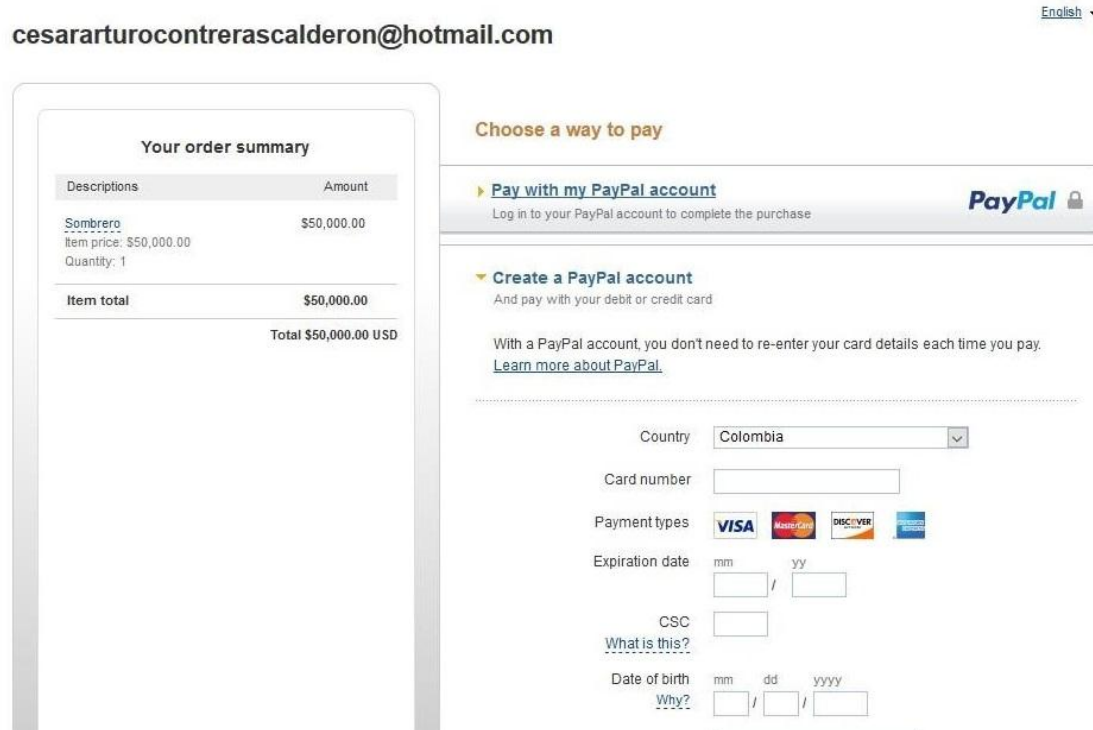 English
cesararturocontrerascalderon@hotmail.com
Your order summary
Descriptions Amount
Sombrero $50,000.00
Item price: $50,000.00
Quantity: 1
Item total $50,000.00
Total $50,000.00 USD
Choose a way to pay
Pay with my PayPal account
Log in to your PayPal account to complete the purchase
PayPal
Create a PayPal account
And pay with your debit or credit card
With a PayPal account, you don't need to re-enter your card details each time you pay.
Learn more about PayPal.
Country Colombia
Card number
Payment types VISA MasterCard DISCOVER
Expiration date mm yy
/
CSC
What is this?
Date of birth mm dd yyyy
Why? / /